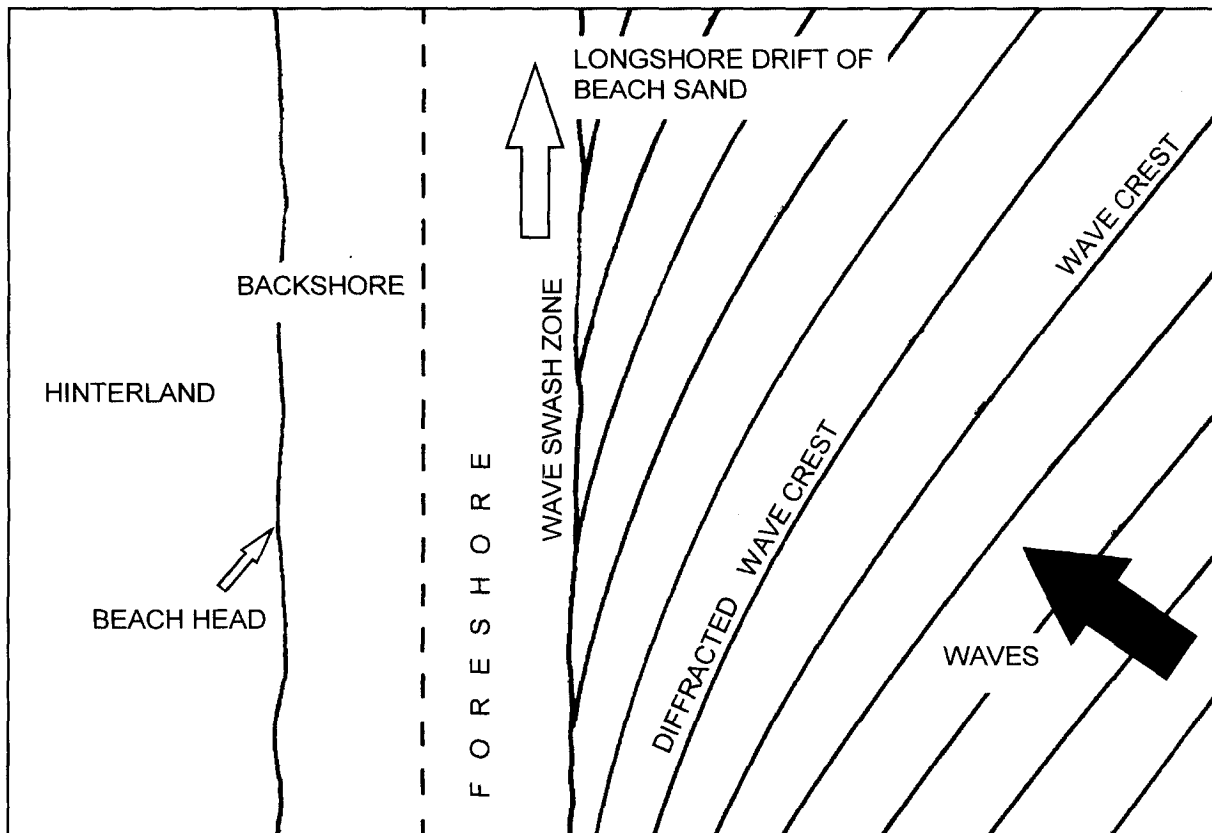 LONGSHORE DRIFT OF
BEACH SAND
WAVE CREST
BACKSHORE
WAVE SWASH ZONE
HINTERLAND
FORESHORE
DIFFRACTED WAVE CREST
BEACH HEAD
WAVES